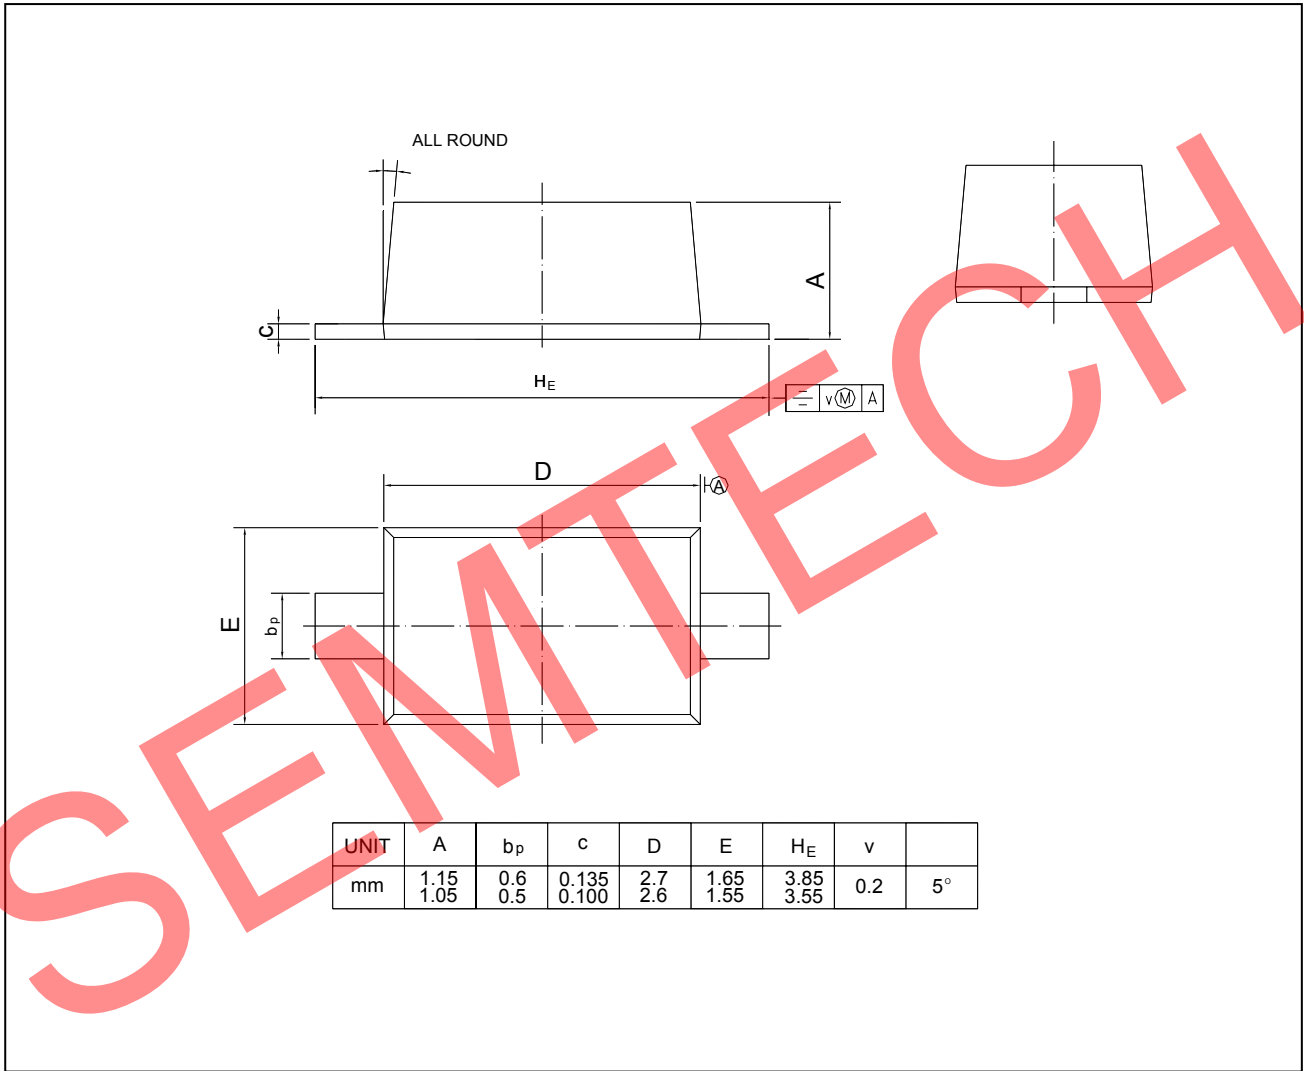 ALL ROUND
A
c
HE
v M A
D
A
E
bp
UNIT A bp c D E HE v
mm 1.15 0.6 0.135 2.7 1.65 3.85 0.2 5°
1.05 0.5 0.100 2.6 1.55 3.55
SEMTECH